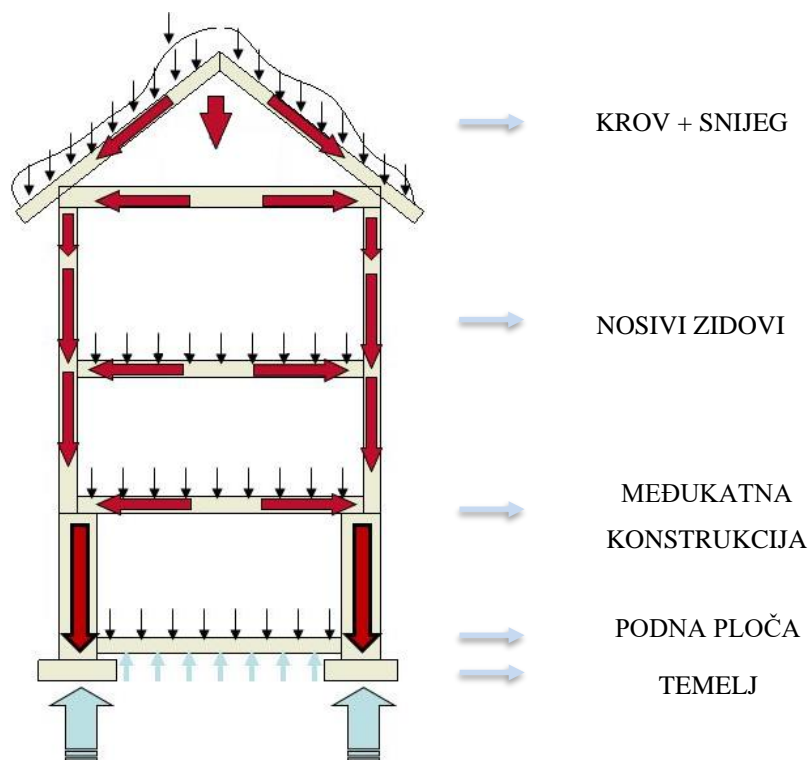 KROV + SNIJEG
NOSIVI ZIDOVI
MEĐUKATNA
KONSTRUKCIJA
PODNA PLOČA
TEMELJ